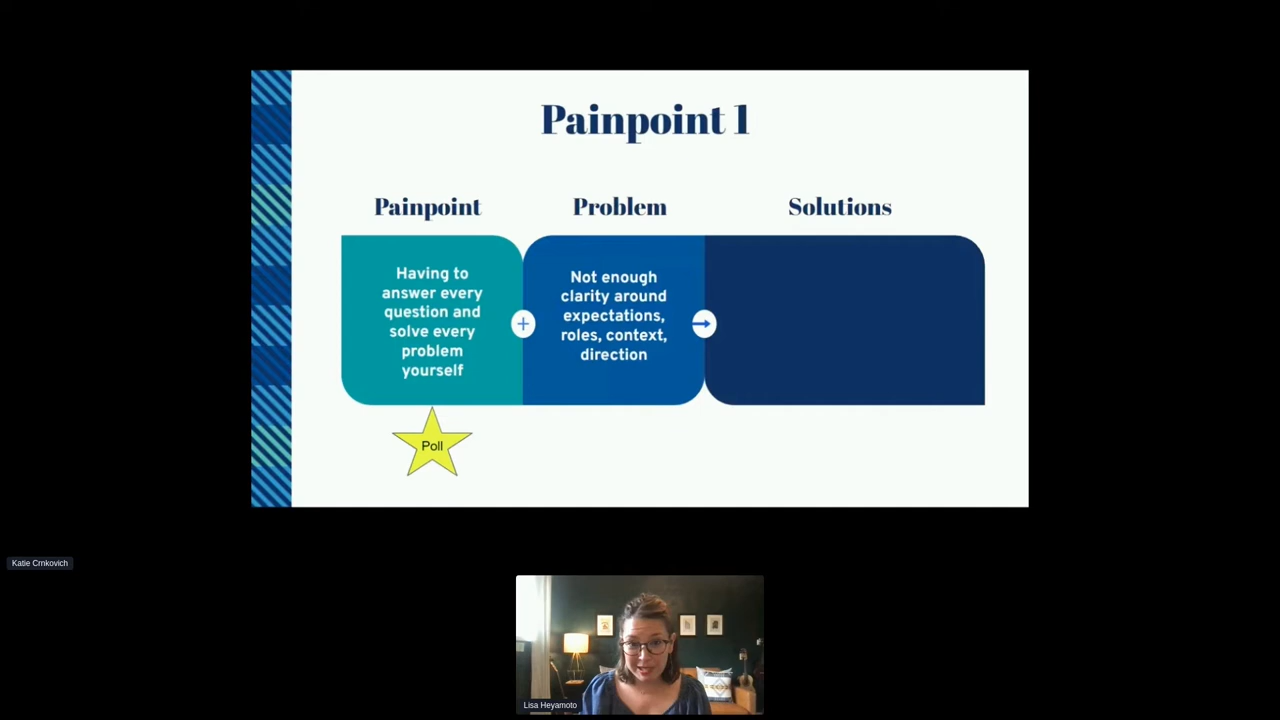 Painpoint 1
Painpoint
Problem
Solutions
Having to
answer every
question and
solve every
problem
yourself
Not enough
clarity around
expectations,
roles, context,
direction
Poll
Katie Crnkovich
Lisa Heyamoto